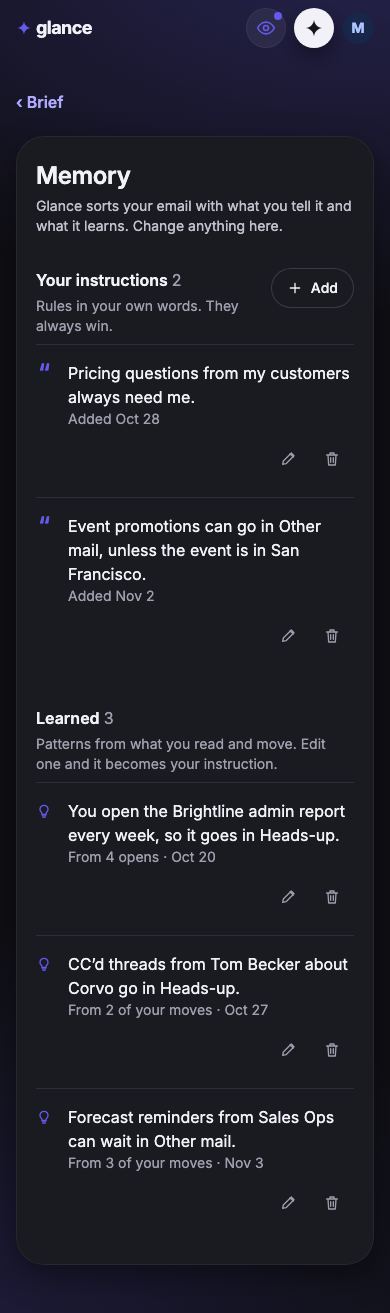 glance
M
‹ Brief
Memory
Glance sorts your email with what you tell it and
what it learns. Change anything here.
Your instructions 2
Rules in your own words. They
always win.
+ Add
Pricing questions from my customers
always need me.
Added Oct 28
Event promotions can go in Other
mail, unless the event is in San
Francisco.
Added Nov 2
Learned 3
Patterns from what you read and move. Edit
one and it becomes your instruction.
You open the Brightline admin report
every week, so it goes in Heads-up.
From 4 opens · Oct 20
CC’d threads from Tom Becker about
Corvo go in Heads-up.
From 2 of your moves · Oct 27
Forecast reminders from Sales Ops
can wait in Other mail.
From 3 of your moves · Nov 3